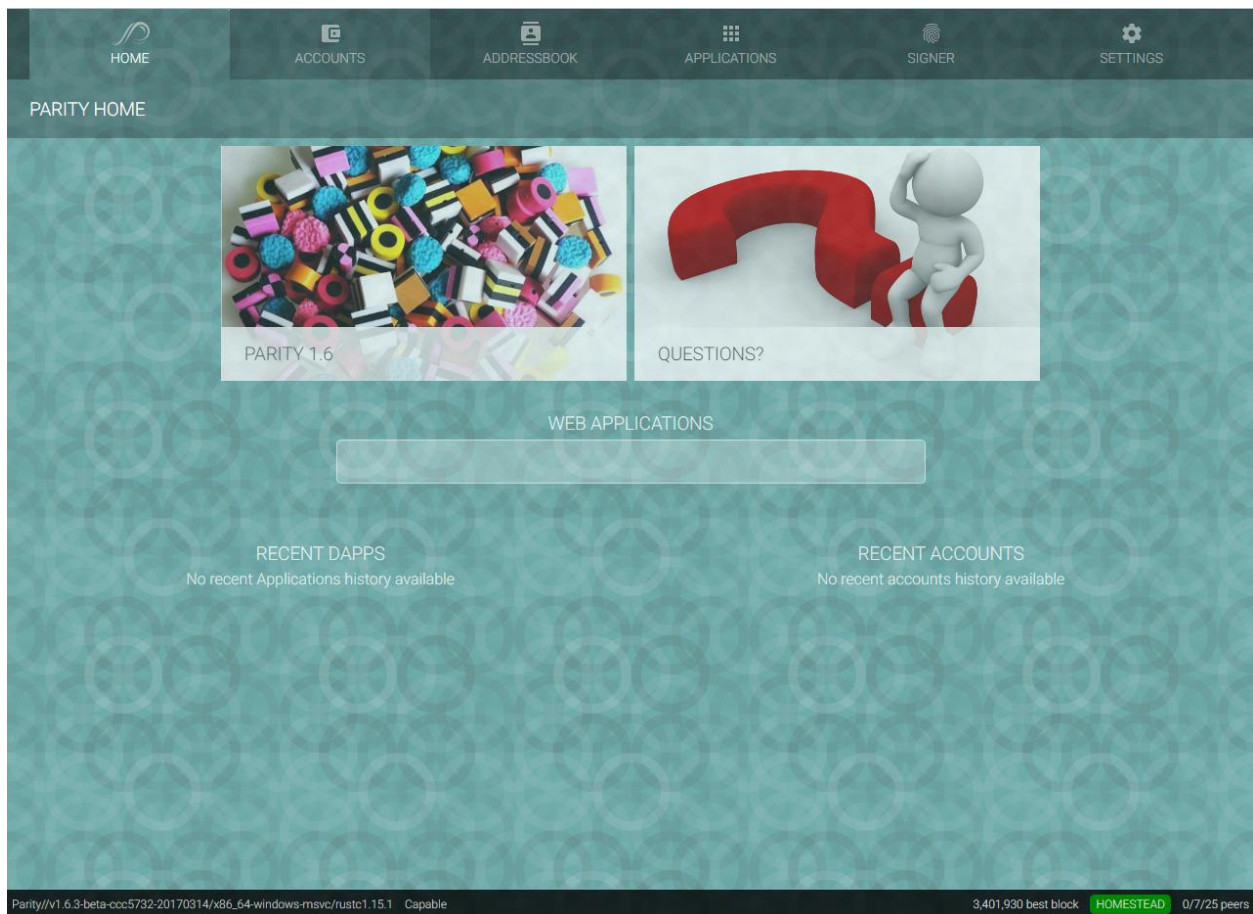 HOME
ACCOUNTS
ADDRESSBOOK
APPLICATIONS
SIGNER
SETTINGS
PARITY HOME
PARITY 1.6
QUESTIONS?
WEB APPLICATIONS
RECENT DAPPS
No recent Applications history available
RECENT ACCOUNTS
No recent accounts history available
Parity//v1.6.3-beta-ccc5732-20170314/x86_64-windows-msvc/rustc1.15.1 Capable
3,401,930 best block HOMESTEAD 0/7/25 peers